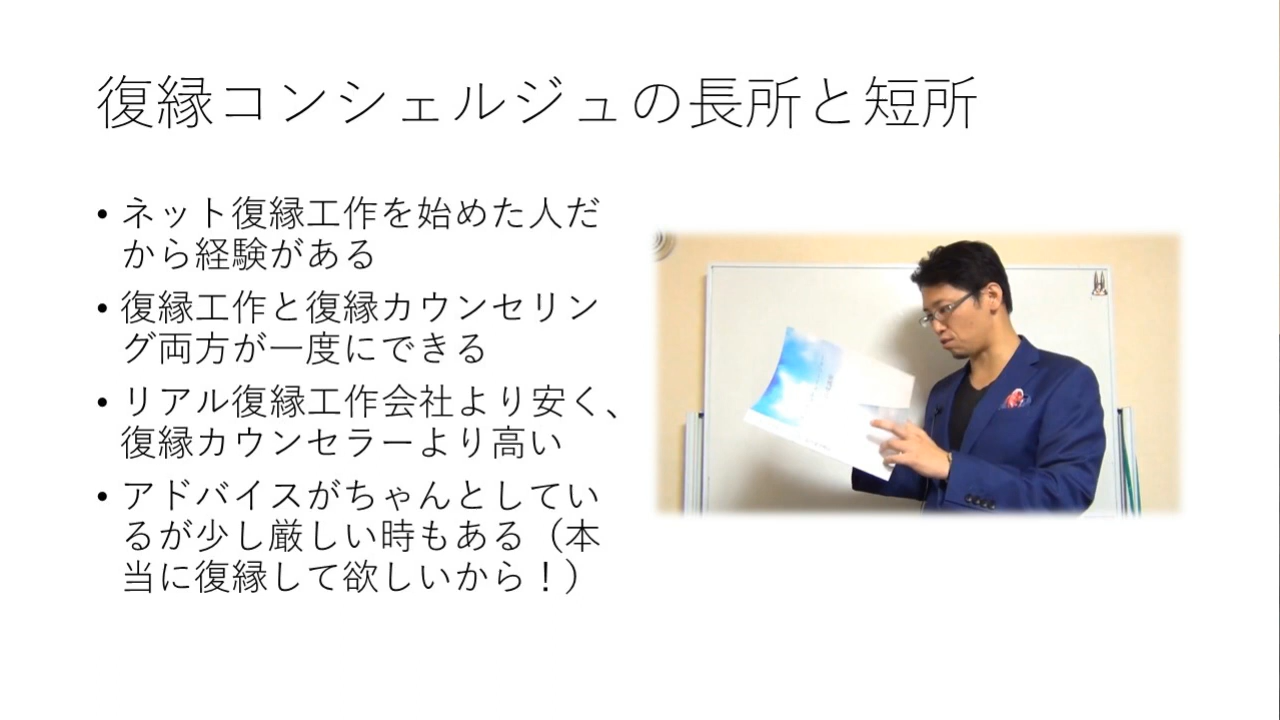 復縁コンシェルジュの長所と短所
• ネット復縁工作を始めた人だ
から経験がある
• 復縁工作と復縁カウンセリン
グ両方が一度にできる
• リアル復縁工作会社より安く、
復縁カウンセラーより高い
• アドバイスがちゃんとしてい
るが少し厳しい時もある（本
当に復縁して欲しいから！）